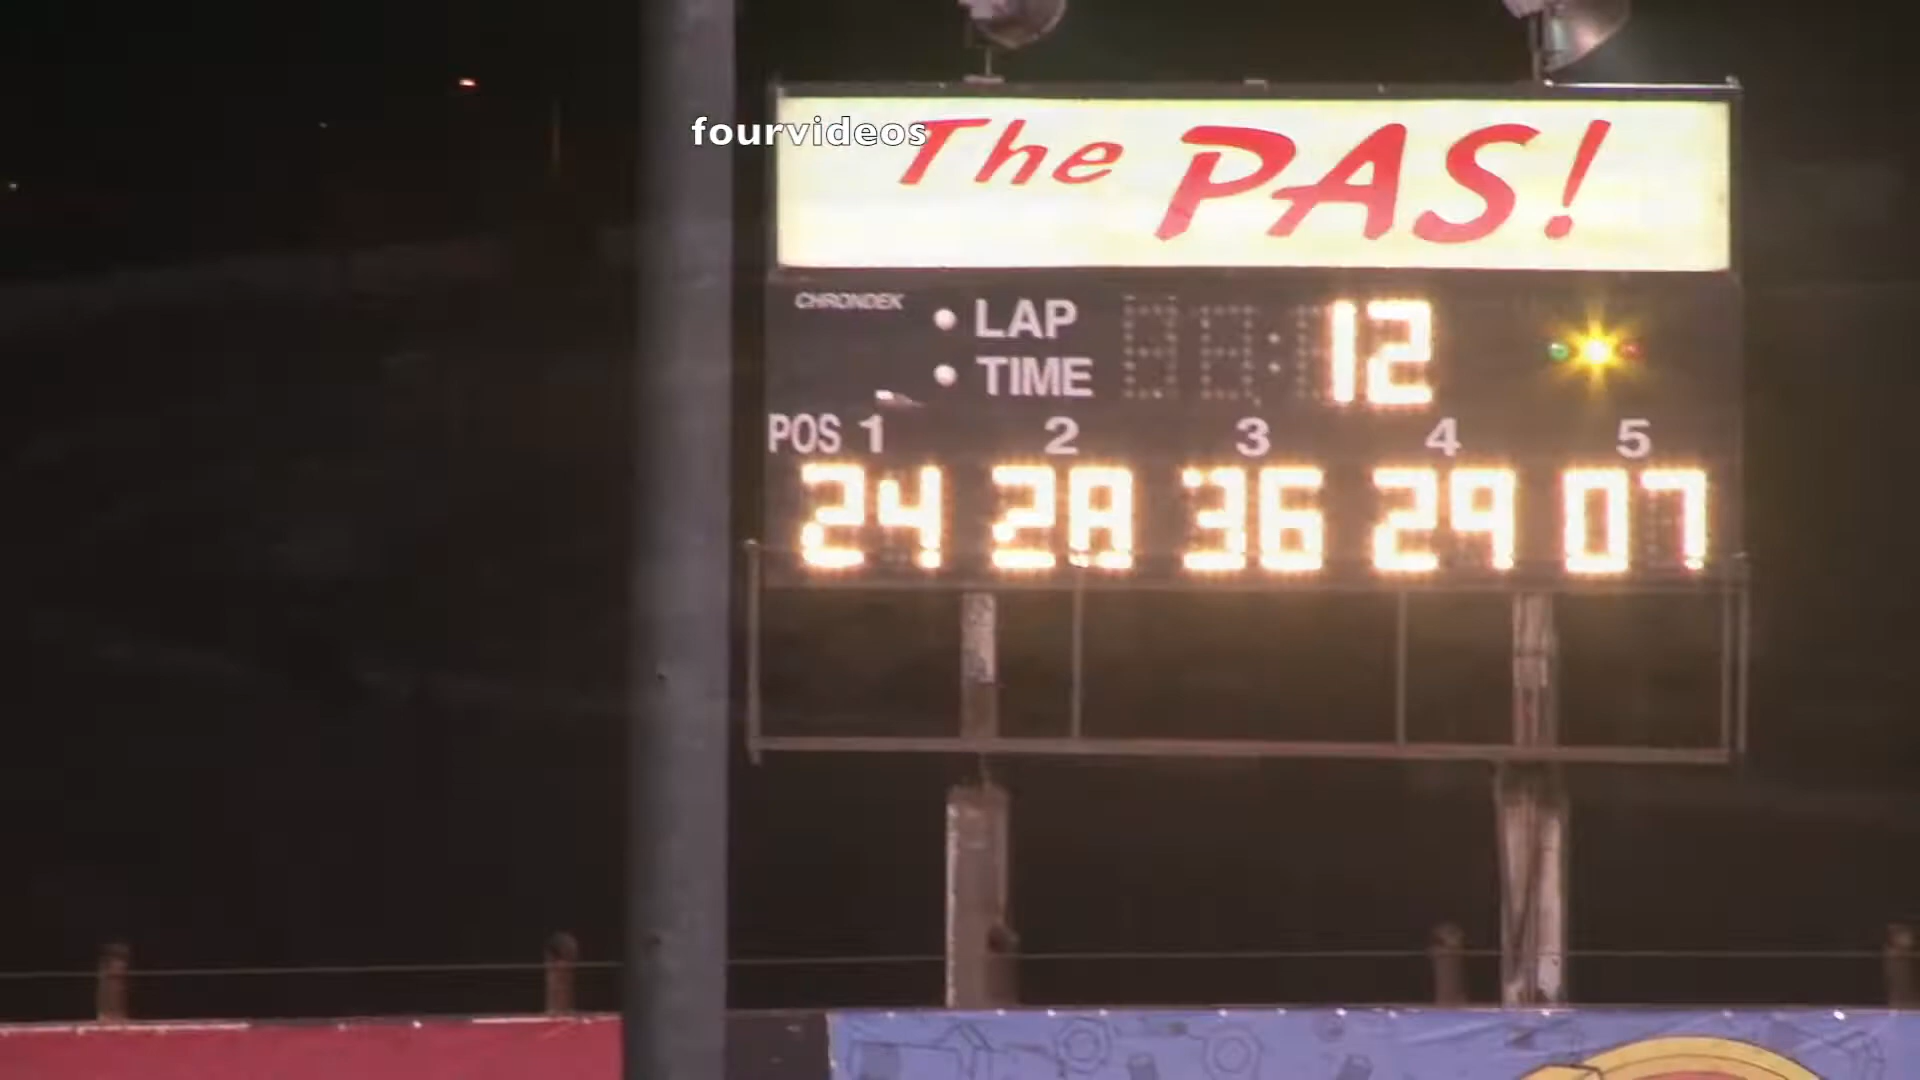 fourvideos
The PAS!
CHRONDEK
LAP
TIME
12
POS 1 2 3 4 5
24 28 36 29 07